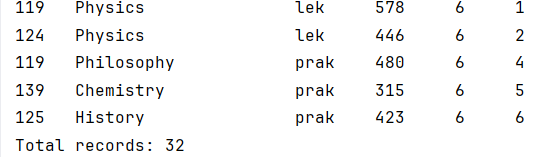 119   Physics               lek     578     6     1
124   Physics               lek     446     6     2
119   Philosophy            prak    480     6     4
139   Chemistry             prak    315     6     5
125   History               prak    423     6     6
Total records: 32